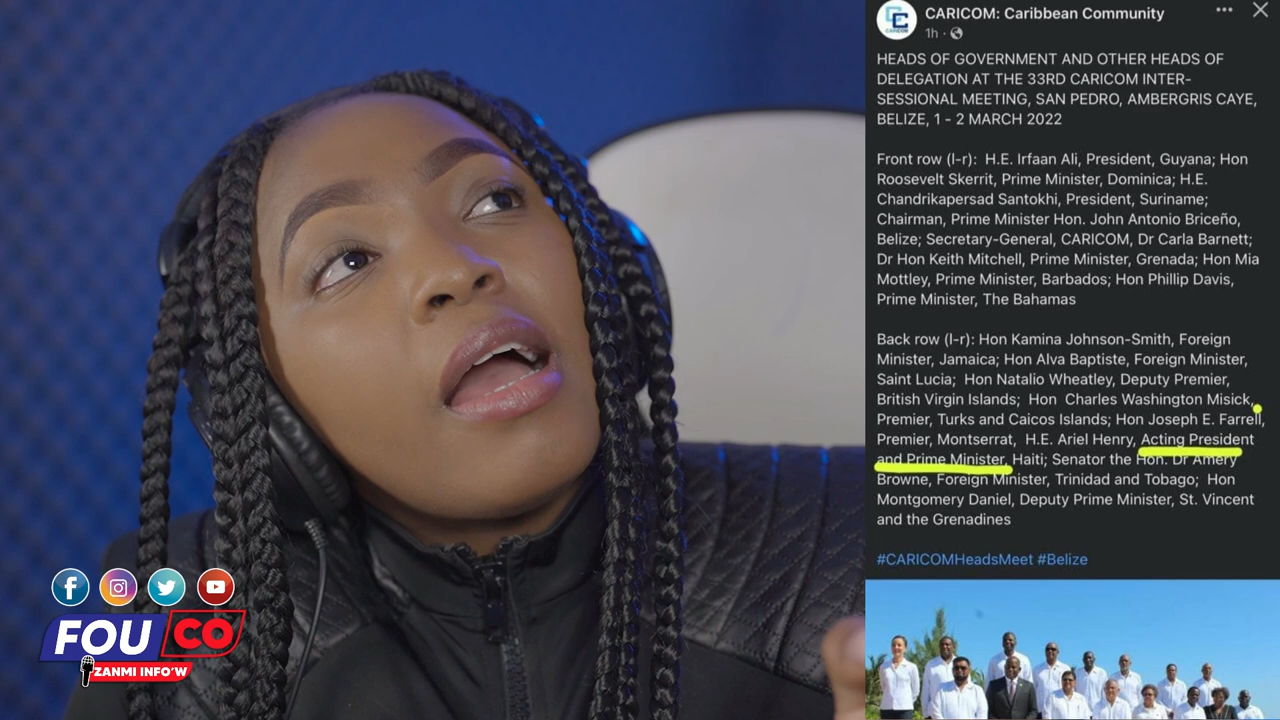 CARICOM: Caribbean Community
1h ·
HEADS OF GOVERNMENT AND OTHER HEADS OF
DELEGATION AT THE 33RD CARICOM INTER-
SESSIONAL MEETING, SAN PEDRO, AMBERGRIS CAYE,
BELIZE, 1 - 2 MARCH 2022
Front row (l-r): H.E. Irfaan Ali, President, Guyana; Hon
Roosevelt Skerrit, Prime Minister, Dominica; H.E.
Chandrikapersad Santokhi, President, Suriname;
Chairman, Prime Minister Hon. John Antonio Briceño,
Belize; Secretary-General, CARICOM, Dr Carla Barnett;
Dr Hon Keith Mitchell, Prime Minister, Grenada; Hon Mia
Mottley, Prime Minister, Barbados; Hon Phillip Davis,
Prime Minister, The Bahamas
Back row (l-r): Hon Kamina Johnson-Smith, Foreign
Minister, Jamaica; Hon Alva Baptiste, Foreign Minister,
Saint Lucia; Hon Natalio Wheatley, Deputy Premier,
British Virgin Islands; Hon Charles Washington Misick,
Premier, Turks and Caicos Islands; Hon Joseph E. Farrell,
Premier, Montserrat, H.E. Ariel Henry, Acting President
and Prime Minister, Haiti; Senator the Hon. Dr Amery
Browne, Foreign Minister, Trinidad and Tobago; Hon
Montgomery Daniel, Deputy Prime Minister, St. Vincent
and the Grenadines
#CARICOMHeadsMeet #Belize
CARICOM
FOU CO
ZANMI INFO'W